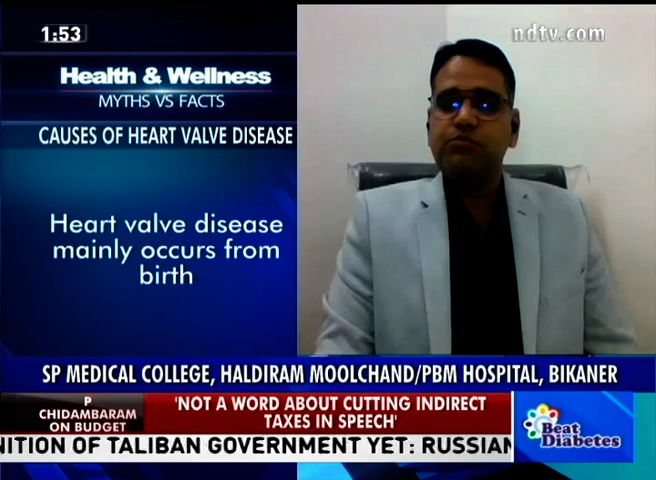 1:53
ndtv.com
Health & Wellness
MYTHS VS FACTS
CAUSES OF HEART VALVE DISEASE
Heart valve disease
mainly occurs from
birth
SP MEDICAL COLLEGE, HALDIRAM MOOLCHAND/PBM HOSPITAL, BIKANER
P
CHIDAMBARAM
ON BUDGET
'NOT A WORD ABOUT CUTTING INDIRECT
TAXES IN SPEECH'
Beat
Diabetes
NITION OF TALIBAN GOVERNMENT YET: RUSSIAN